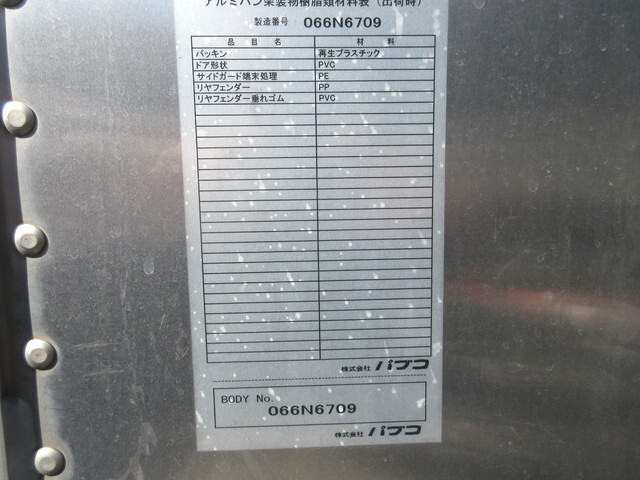 アルミバン架装物樹脂類材料表（出荷時）
製造番号 066N6709
品目名 材料
パッキン 再生プラスチック
ドア形状 PVC
サイドガード端末処理 PE
リヤフェンダー PP
リヤフェンダー垂れゴム PVC
株式会社 パブコ
BODY No. 066N6709
株式会社 パブコ